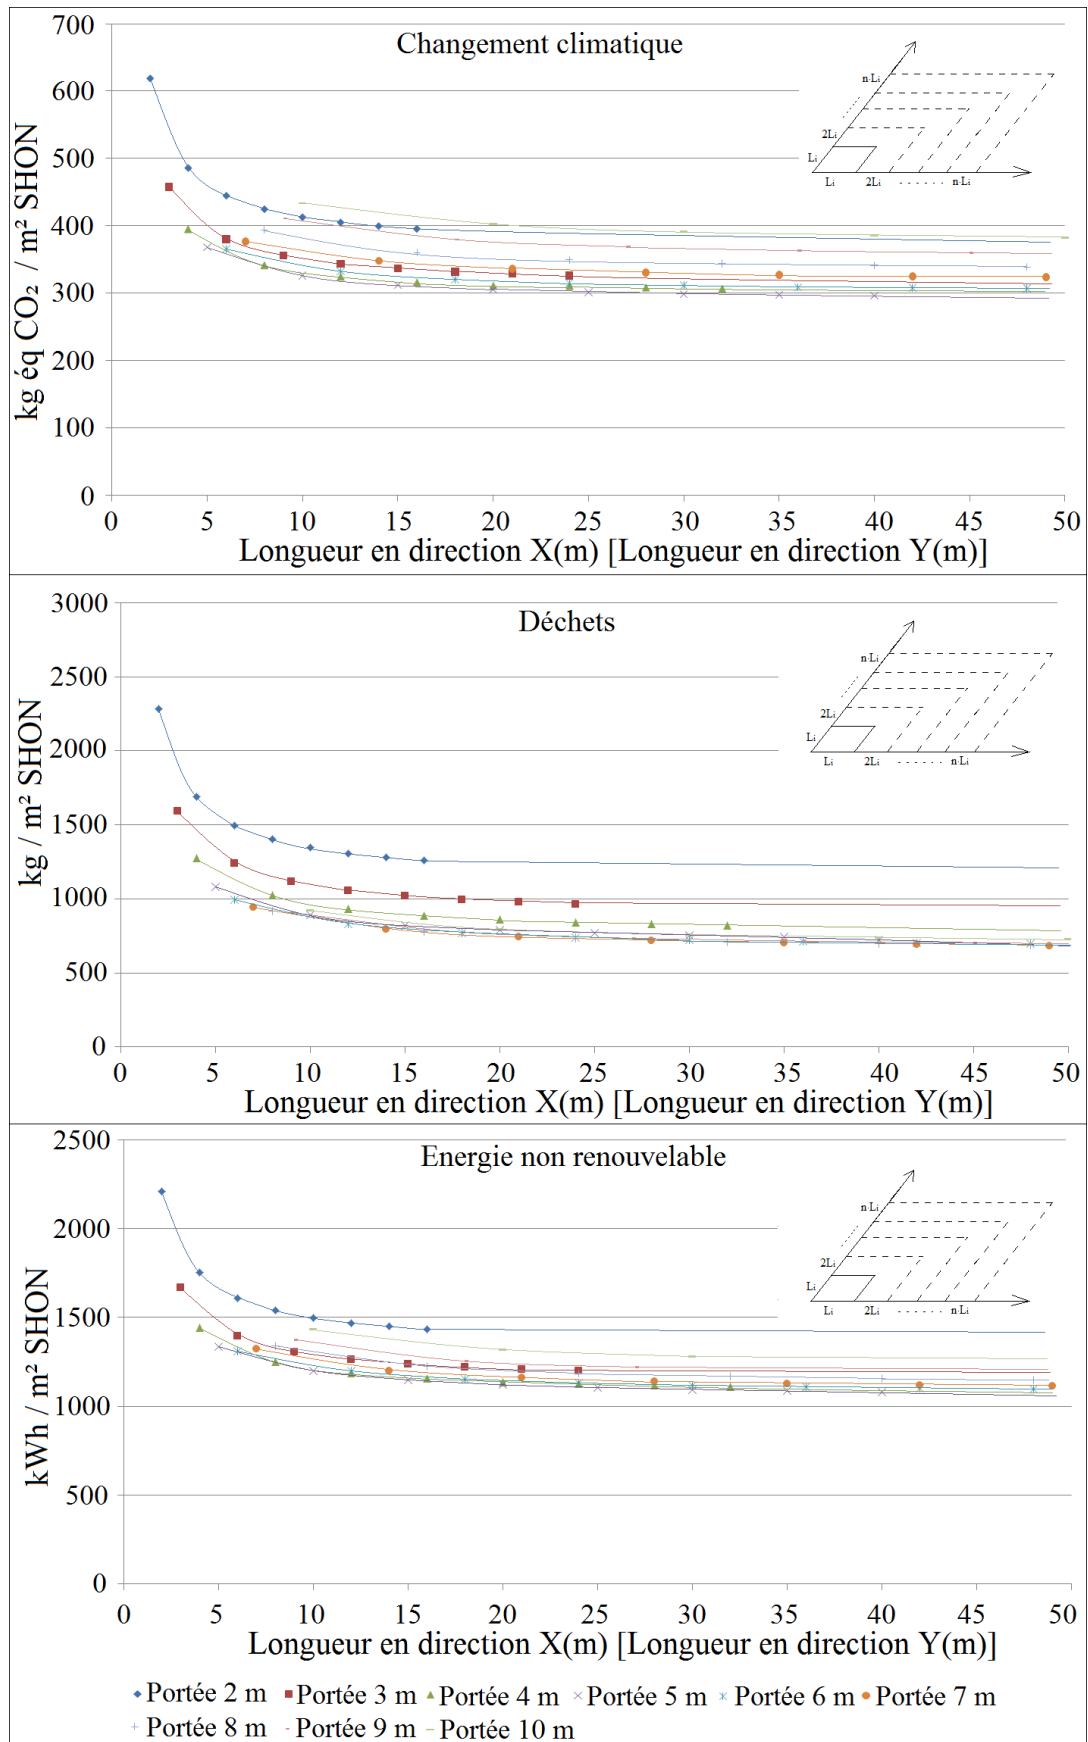 Changement climatique
kg éq CO₂ / m² SHON
700
600
500
400
300
200
100
0
0 5 10 15 20 25 30 35 40 45 50
Longueur en direction X(m) [Longueur en direction Y(m)]
n·Li
2Li
Li
Li 2Li ...... n·Li
Déchets
kg / m² SHON
3000
2500
2000
1500
1000
500
0
0 5 10 15 20 25 30 35 40 45 50
Longueur en direction X(m) [Longueur en direction Y(m)]
n·Li
2Li
Li
Li 2Li ...... n·Li
Energie non renouvelable
kWh / m² SHON
2500
2000
1500
1000
500
0
0 5 10 15 20 25 30 35 40 45 50
Longueur en direction X(m) [Longueur en direction Y(m)]
n·Li
2Li
Li
Li 2Li ...... n·Li
Portée 2 m Portée 3 m Portée 4 m Portée 5 m Portée 6 m Portée 7 m
Portée 8 m Portée 9 m Portée 10 m